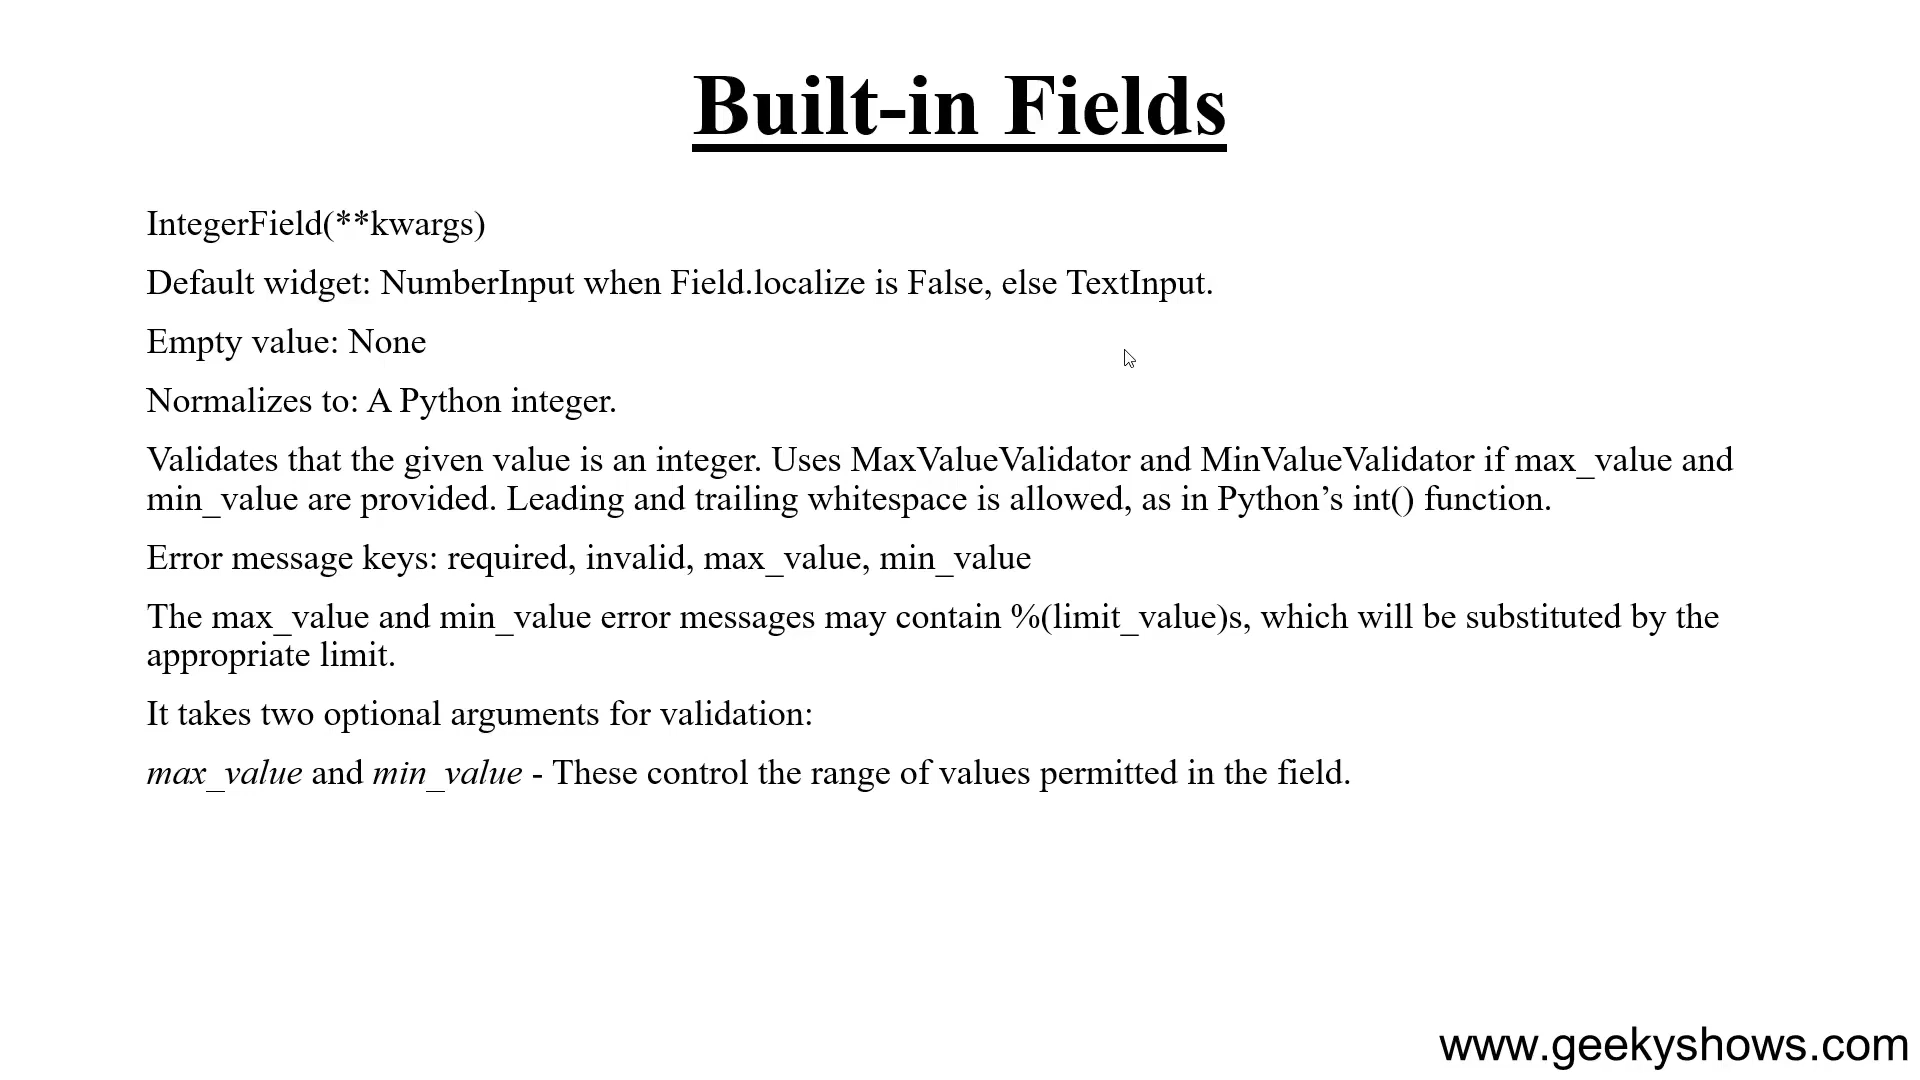 Built-in Fields
IntegerField(**kwargs)
Default widget: NumberInput when Field.localize is False, else TextInput.
Empty value: None
Normalizes to: A Python integer.
Validates that the given value is an integer. Uses MaxValueValidator and MinValueValidator if max_value and
min_value are provided. Leading and trailing whitespace is allowed, as in Python’s int() function.
Error message keys: required, invalid, max_value, min_value
The max_value and min_value error messages may contain %(limit_value)s, which will be substituted by the
appropriate limit.
It takes two optional arguments for validation:
max_value and min_value - These control the range of values permitted in the field.
www.geekyshows.com